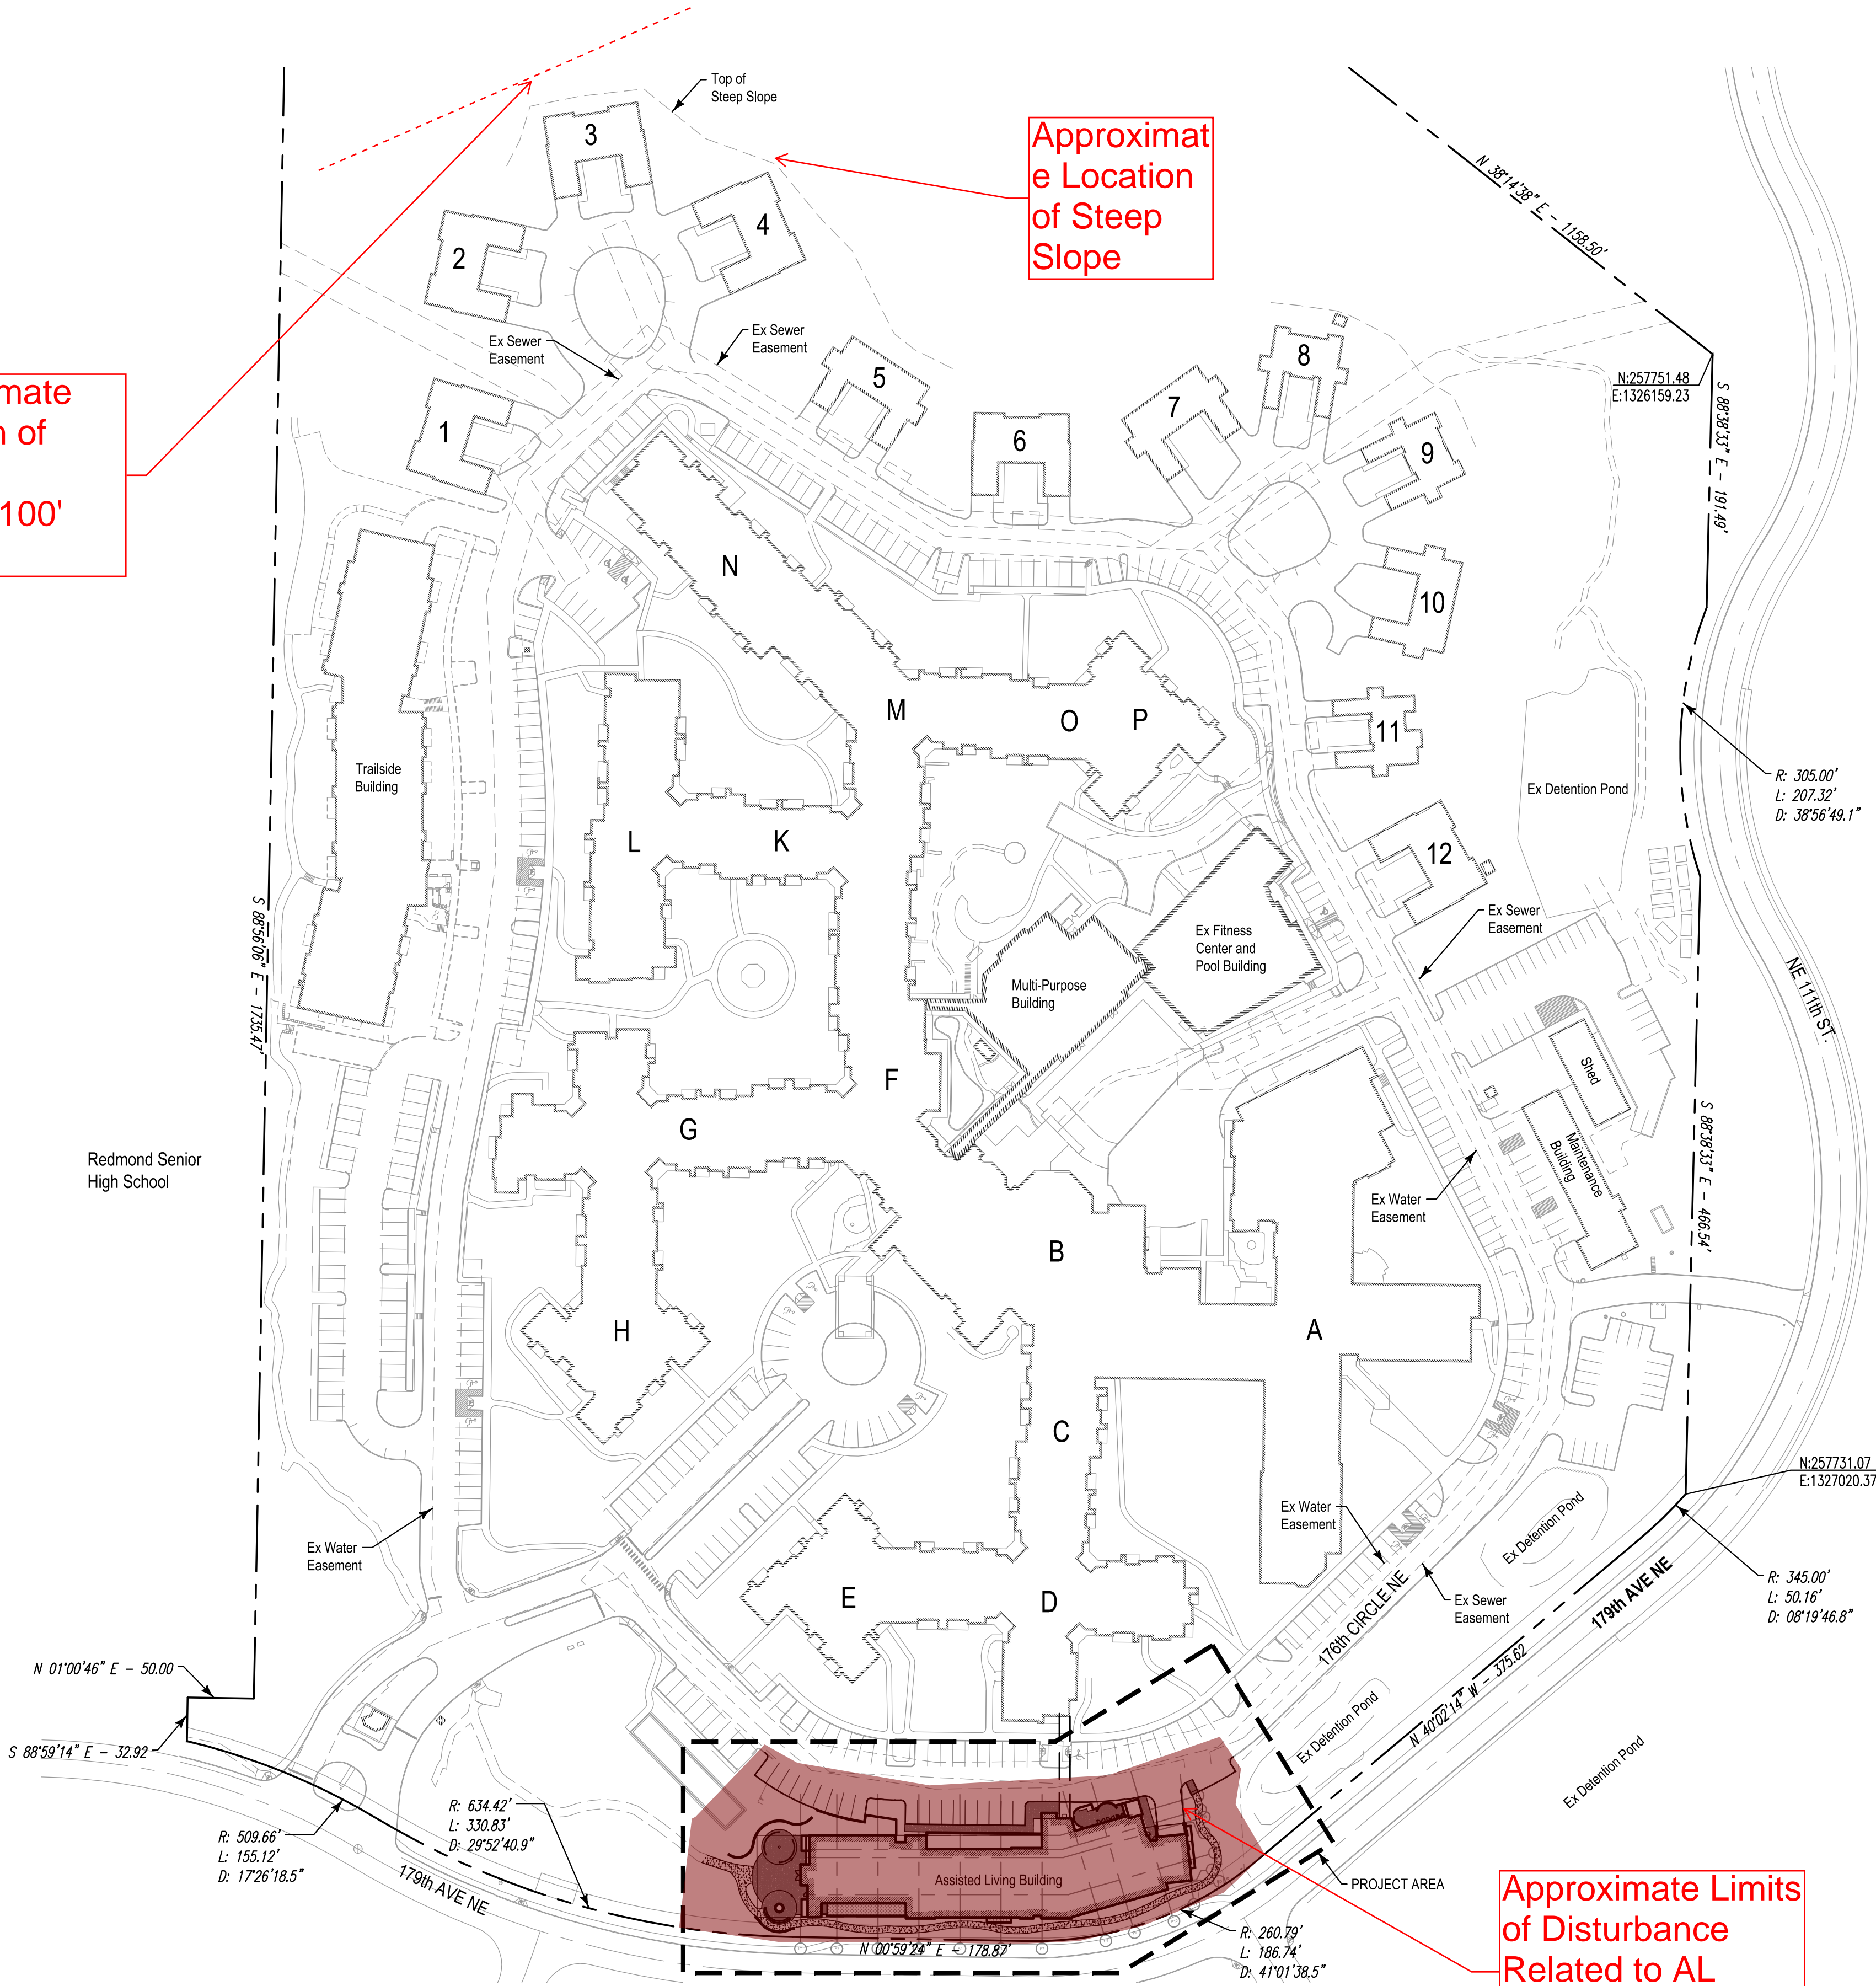 Top of
Steep Slope
Approximat
e Location
of Steep
Slope
3
4
2
N 38°14'38" E - 1158.50'
Ex Sewer
Easement
Ex Sewer
Easement
mate
n of
100'
1
5
6
7
8
9
N:257751.48
E:1326159.23
S 88°38'33" E - 191.49'
N
10
M
O
P
11
Trailside
Building
Ex Detention Pond
R: 305.00'
L: 207.32'
D: 38°56'49.1"
L
K
12
S 88°56'06" E - 1735.47'
Ex Sewer
Easement
Ex Fitness
Center and
Pool Building
Multi-Purpose
Building
NE 111th ST.
F
Shed
G
Maintenance
Building
S 88°38'33" E - 466.54'
Redmond Senior
High School
Ex Water
Easement
B
H
A
C
N:257731.07
E:1327020.37
Ex Water
Easement
Ex Water
Easement
Ex Detention Pond
R: 345.00'
L: 50.16'
D: 08°19'46.8"
E
D
Ex Sewer
Easement
176th CIRCLE NE
179th AVE NE
N 40°02'14" W - 375.62
N 01°00'46" E - 50.00
S 88°59'14" E - 32.92
Ex Detention Pond
Ex Detention Pond
R: 509.66'
L: 155.12'
D: 17°26'18.5"
R: 634.42'
L: 330.83'
D: 29°52'40.9"
179th AVE NE
Assisted Living Building
PROJECT AREA
N 00°59'24" E - 178.87'
R: 260.79'
L: 186.74'
D: 41°01'38.5"
Approximate Limits
of Disturbance
Related to AL